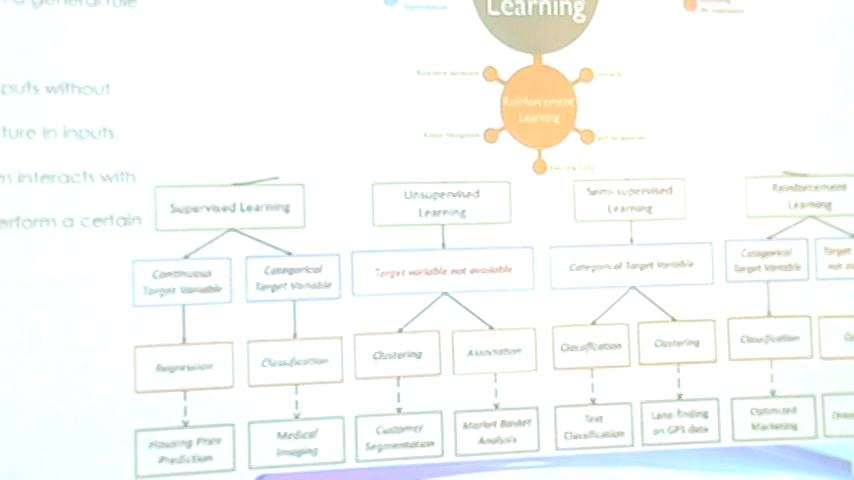 general rule
puts without
ture in inputs.
interacts with
erform a certain
Learning
Reinforcement
Learning
Supervised Learning
Unsupervised
Learning
Semi-supervised
Learning
Reinforcement
Learning
Continuous
Target Variable
Categorical
Target Variable
Target variable not available
Categorical Target Variable
Categorical
Target Variable
Target
Regression
Classification
Clustering
Association
Classification
Clustering
Classification
Housing Price
Prediction
Medical
Imaging
Customer
Segmentation
Market Basket
Analysis
Text
Classification
Lane-finding
on GPS data
Optimized
Marketing